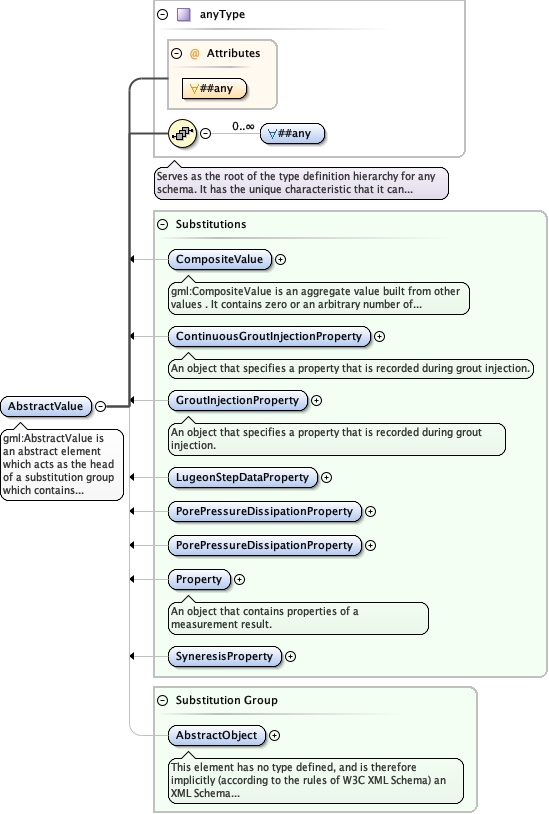 anyType
@ Attributes
∀##any
0..∞
∀##any
Serves as the root of the type definition hierarchy for any
schema. It has the unique characteristic that it can...
Substitutions
CompositeValue
gml:CompositeValue is an aggregate value built from other
values . It contains zero or an arbitrary number of...
ContinuousGroutInjectionProperty
An object that specifies a property that is recorded during grout injection.
AbstractValue
gml:AbstractValue is
an abstract element
which acts as the head
of a substitution group
which contains...
GroutInjectionProperty
An object that specifies a property that is recorded during grout
injection.
LugeonStepDataProperty
PorePressureDissipationProperty
PorePressureDissipationProperty
Property
An object that contains properties of a
measurement result.
SyneresisProperty
Substitution Group
AbstractObject
This element has no type defined, and is therefore
implicitly (according to the rules of W3C XML Schema) an
XML Schema...